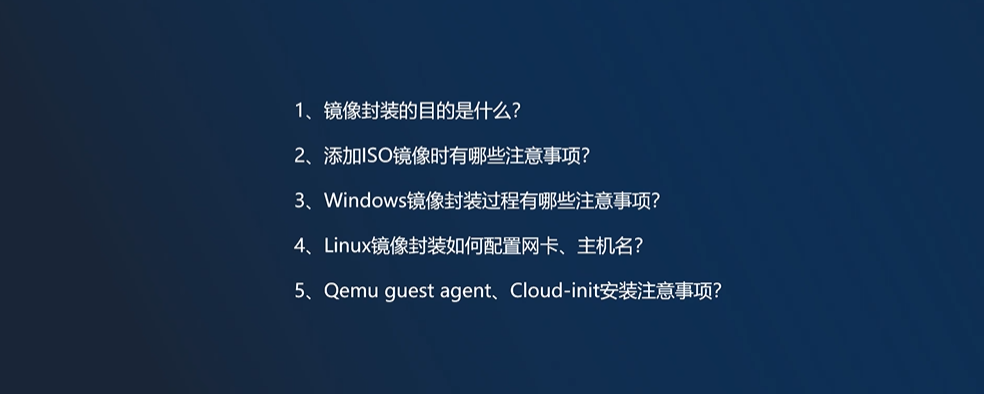 1、镜像封装的目的是什么？
2、添加ISO镜像时有哪些注意事项？
3、Windows镜像封装过程有哪些注意事项？
4、Linux镜像封装如何配置网卡、主机名？
5、Qemu guest agent、Cloud-init安装注意事项？